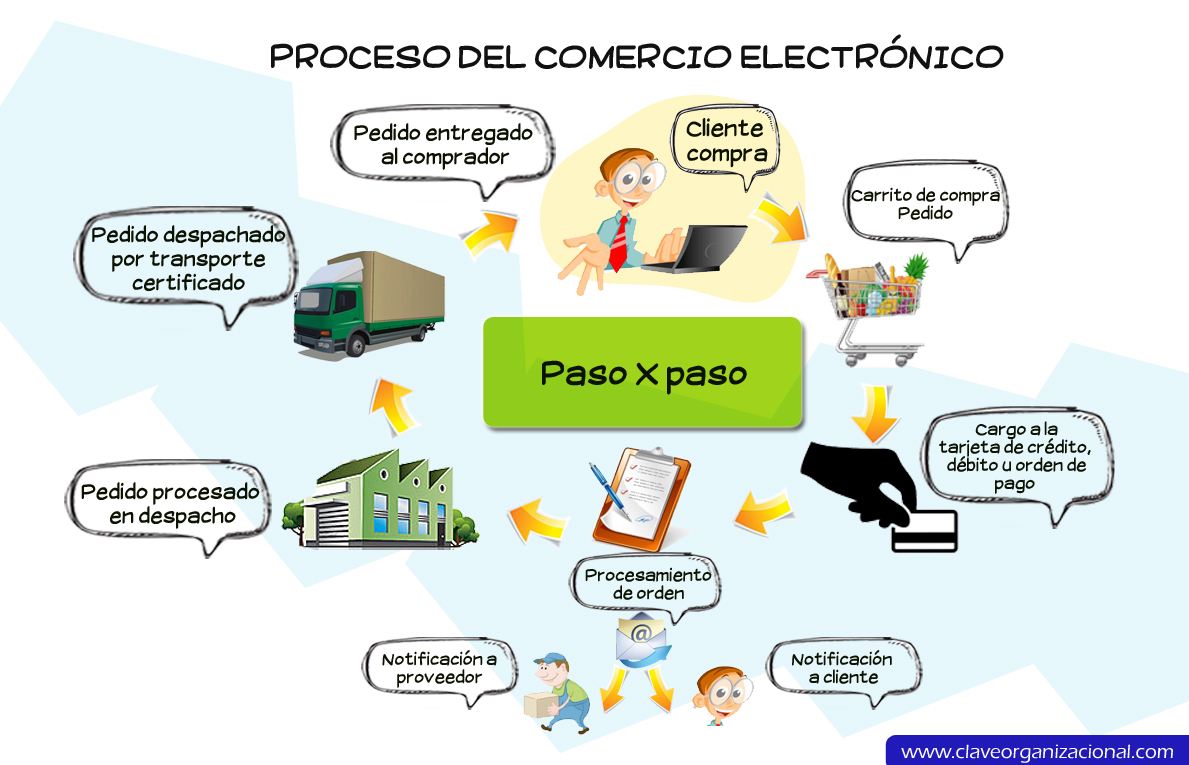 PROCESO DEL COMERCIO ELECTRÓNICO
Pedido entregado
al comprador
Cliente
compra
Carrito de compra
Pedido
Pedido despachado
por transporte
certificado
Paso X paso
Cargo a la
tarjeta de crédito,
débito u orden de
pago
Pedido procesado
en despacho
Procesamiento
de orden
@
Notificación a
proveedor
Notificación
a cliente
www.claveorganizacional.com